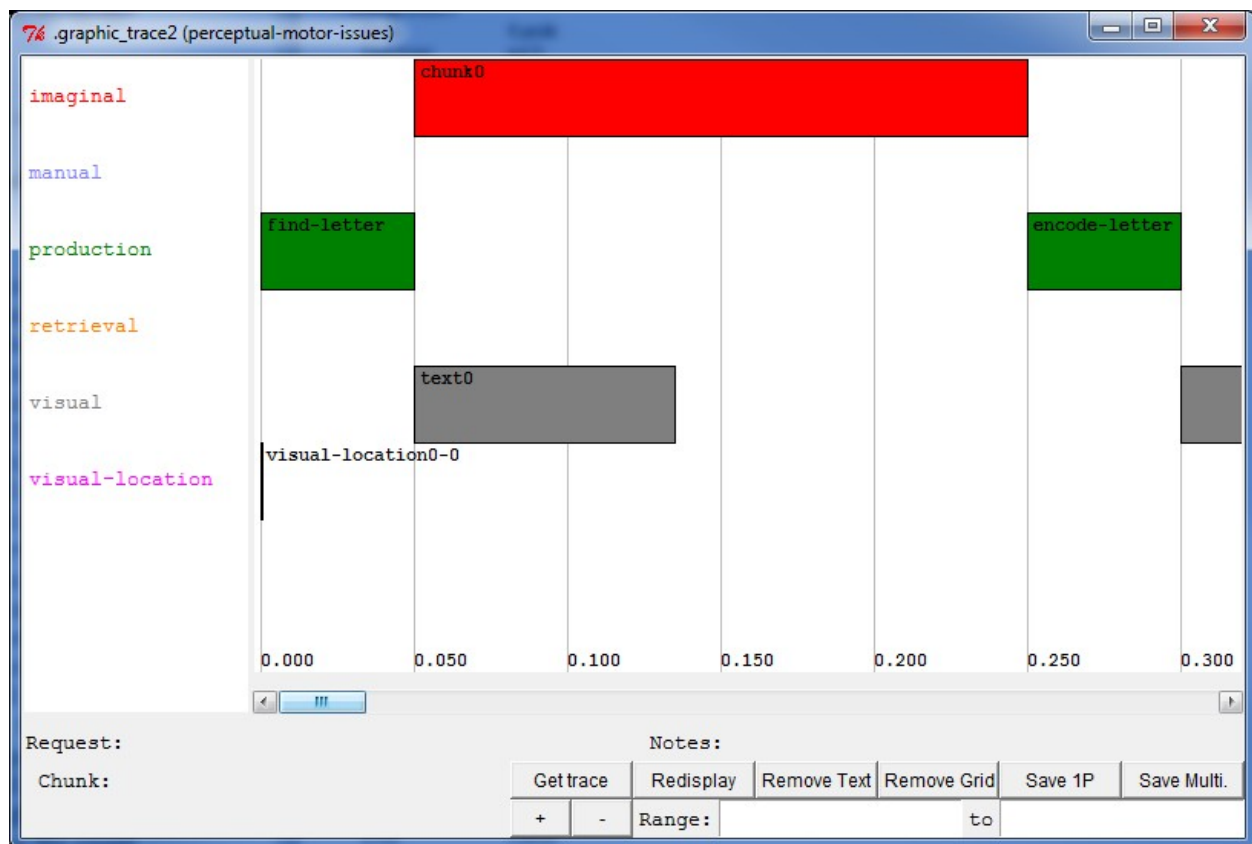 .graphic_trace2 (perceptual-motor-issues)
chunk0
imaginal
manual
find-letter encode-letter
production
retrieval
text0
visual
visual-location0-0
visual-location
0.000 0.050 0.100 0.150 0.200 0.250 0.300
Request: Notes:
Chunk: Get trace Redisplay Remove Text Remove Grid Save 1P Save Multi.
+ - Range: to